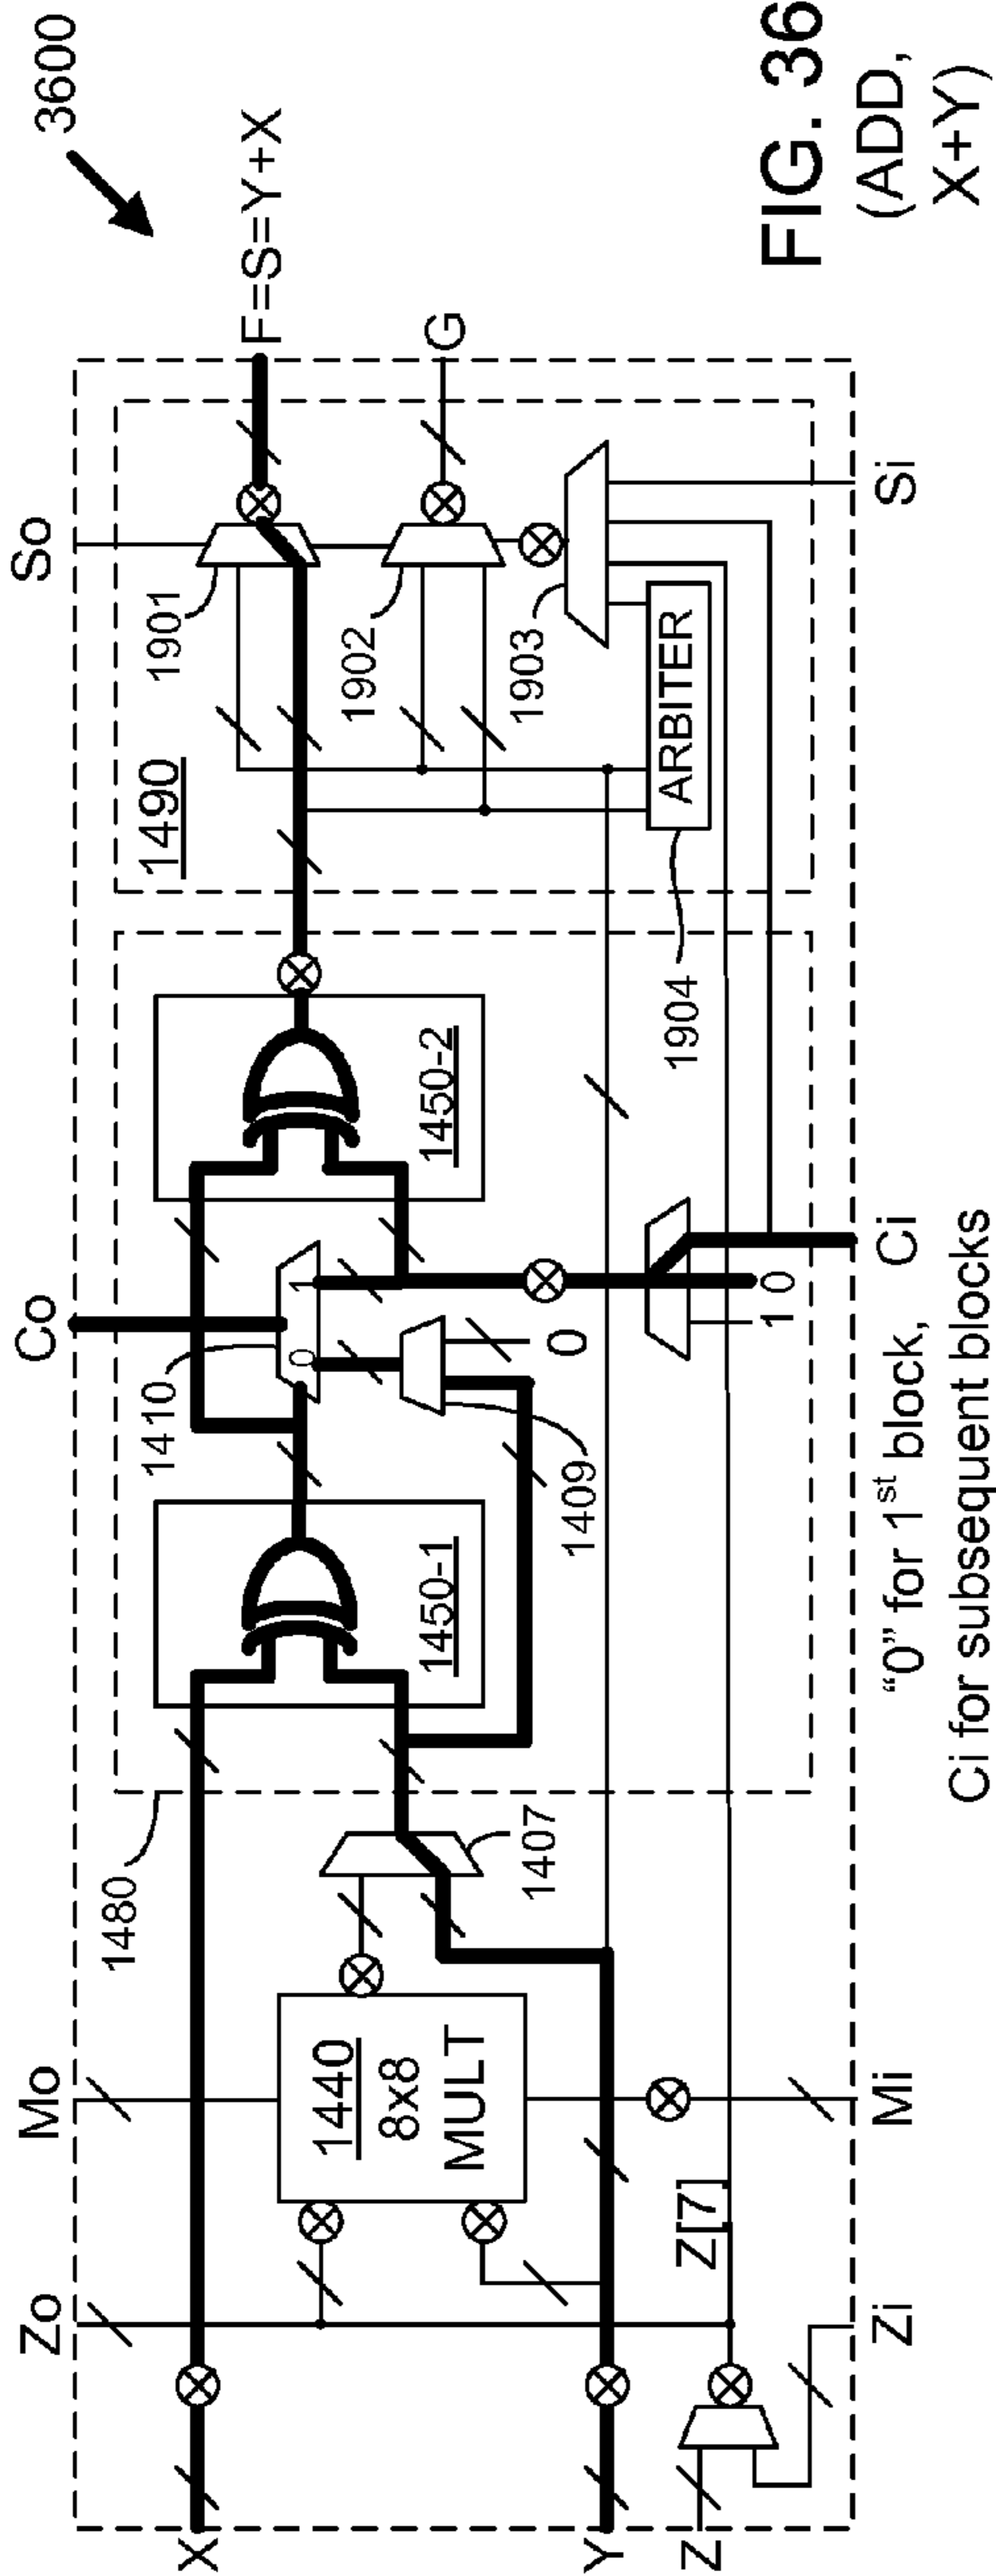 3600
Zo
Mo
Co
So
X
Y
Z
1480
1440
8x8
MULT
1407
Z[7]
1450-1
1409
0
1410
0
1
1450-2
1 0
1490
1901
1902
1903
1904
ARBITER
F=S=Y+X
G
Zi
Mi
Ci
Si
“0” for 1st block,
Ci for subsequent blocks
FIG. 36
(ADD,
X+Y)